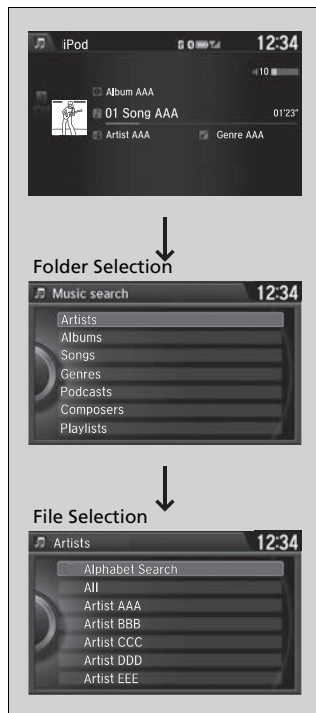 iPod 12:34
10
Album AAA
01 Song AAA 01'23"
Artist AAA Genre AAA
Folder Selection
Music search 12:34
Artists
Albums
Songs
Genres
Podcasts
Composers
Playlists
File Selection
Artists 12:34
Alphabet Search
All
Artist AAA
Artist BBB
Artist CCC
Artist DDD
Artist EEE